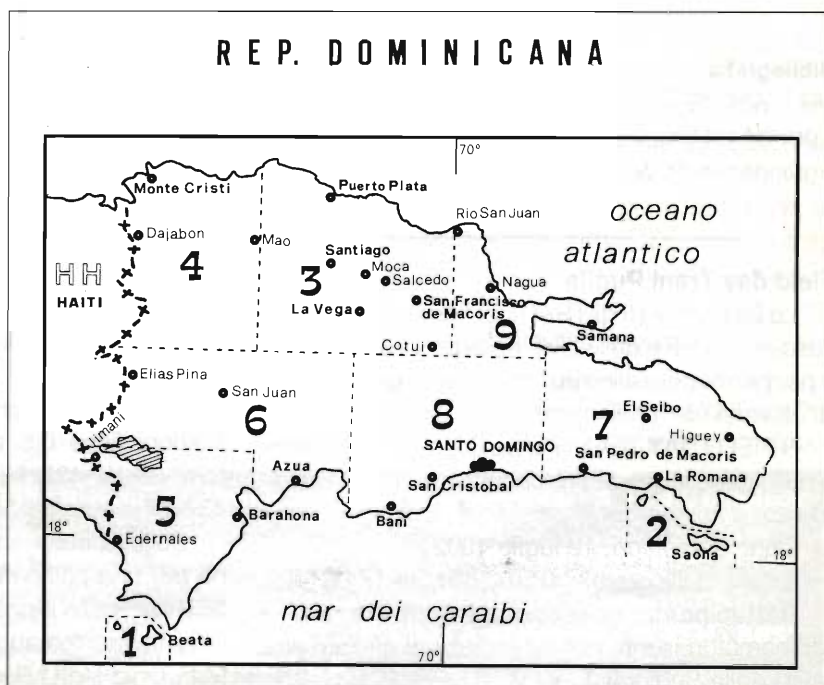 REP. DOMINICANA
70°
Monte Cristi
Puerto Plata
Rio San Juan
oceano
atlantico
Dajabon
4
Mao
3
Santiago
Moca
Salcedo
Nagua
HH
HAITI
La Vega
San Francisco
de Macoris
9
Samana
Cotui
Elias Pina
San Juan
6
8
7
El Seibo
Higuey
Jimani
SANTO DOMINGO
San Pedro de Macoris
Azua
San Cristobal
La Romana
5
Barahona
Bani
18°
Edernales
2
Saona
18°
mar dei caraibi
1
Beata
70°